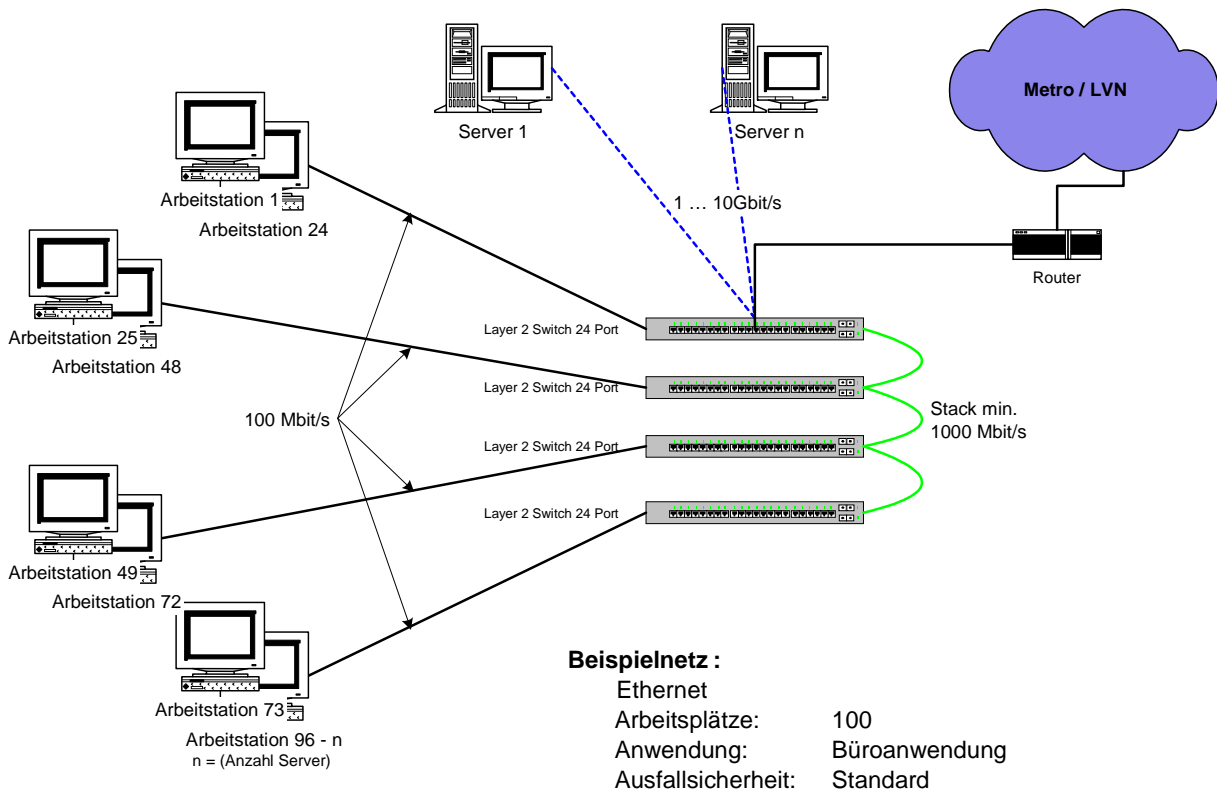 Metro / LVN
Server 1
Server n
Arbeitstation 1
Arbeitstation 24
1 … 10Gbit/s
Router
Arbeitstation 25
Arbeitstation 48
Layer 2 Switch 24 Port
Layer 2 Switch 24 Port
100 Mbit/s
Stack min.
1000 Mbit/s
Layer 2 Switch 24 Port
Layer 2 Switch 24 Port
Arbeitstation 49
Arbeitstation 72
Arbeitstation 73
Arbeitstation 96 - n
n = (Anzahl Server)
Beispielnetz :
Ethernet
Arbeitsplätze: 100
Anwendung: Büroanwendung
Ausfallsicherheit: Standard